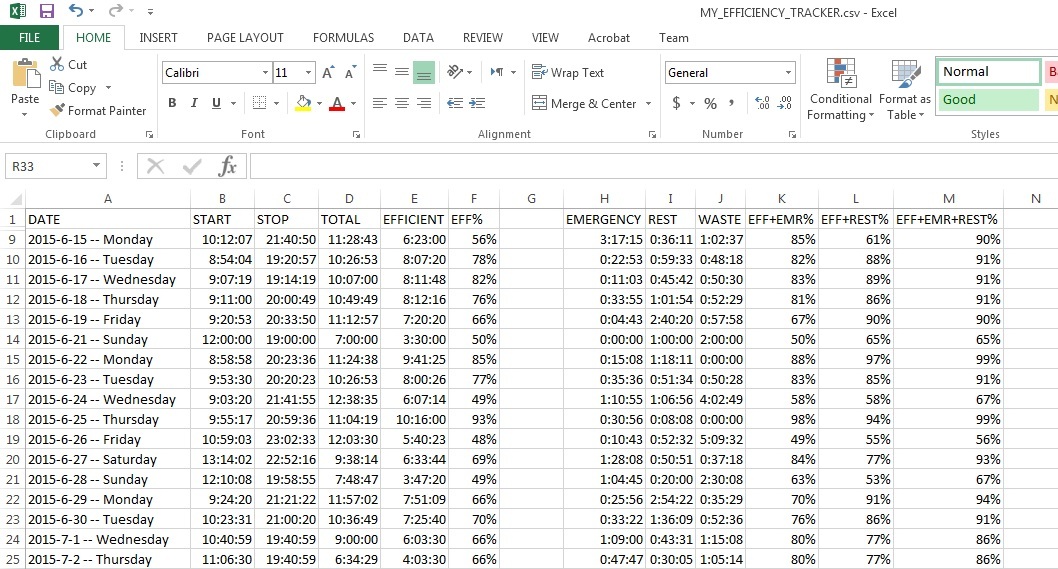 MY_EFFICIENCY_TRACKER.csv - Excel
FILE HOME INSERT PAGE LAYOUT FORMULAS DATA REVIEW VIEW Acrobat Team
Paste
Cut
Copy
Format Painter
Clipboard
Calibri 11
B I U
Font
Wrap Text
Merge & Center
Alignment
General
$ %
Number
Conditional Formatting
Format as Table
Normal
Good
Styles
R33 fx
A B C D E F G H I J K L M N
1 DATE START STOP TOTAL EFFICIENT EFF% EMERGENCY REST WASTE EFF+EMR% EFF+REST% EFF+EMR+REST%
9 2015-6-15 -- Monday 10:12:07 21:40:50 11:28:43 6:23:00 56% 3:17:15 0:36:11 1:02:37 85% 61% 90%
10 2015-6-16 -- Tuesday 8:54:04 19:20:57 10:26:53 8:07:20 78% 0:22:53 0:59:33 0:48:18 82% 88% 91%
11 2015-6-17 -- Wednesday 9:07:19 19:14:19 10:07:00 8:11:48 82% 0:11:03 0:45:42 0:50:30 83% 89% 91%
12 2015-6-18 -- Thursday 9:11:00 20:00:49 10:49:49 8:12:16 76% 0:33:55 1:01:54 0:52:29 81% 86% 91%
13 2015-6-19 -- Friday 9:20:53 20:33:50 11:12:57 7:20:20 66% 0:04:43 2:40:20 0:57:58 67% 90% 90%
14 2015-6-21 -- Sunday 12:00:00 19:00:00 7:00:00 3:30:00 50% 0:00:00 1:00:00 2:00:00 50% 65% 65%
15 2015-6-22 -- Monday 8:58:58 20:23:36 11:24:38 9:41:25 85% 0:15:08 1:18:11 0:00:00 88% 97% 99%
16 2015-6-23 -- Tuesday 9:53:30 20:20:23 10:26:53 8:00:26 77% 0:35:36 0:51:34 0:50:28 83% 85% 91%
17 2015-6-24 -- Wednesday 9:03:20 21:41:55 12:38:35 6:07:14 49% 1:10:55 1:06:56 4:02:49 58% 58% 67%
18 2015-6-25 -- Thursday 9:55:17 20:59:36 11:04:19 10:16:00 93% 0:30:56 0:08:08 0:00:00 98% 94% 99%
19 2015-6-26 -- Friday 10:59:03 23:02:33 12:03:30 5:40:23 48% 0:10:43 0:52:32 5:09:32 49% 55% 56%
20 2015-6-27 -- Saturday 13:14:02 22:52:16 9:38:14 6:33:44 69% 1:28:08 0:50:51 0:37:18 84% 77% 93%
21 2015-6-28 -- Sunday 12:10:08 19:58:55 7:48:47 3:47:20 49% 1:04:45 0:20:00 2:30:08 63% 53% 67%
22 2015-6-29 -- Monday 9:24:20 21:21:22 11:57:02 7:51:09 66% 0:25:56 2:54:22 0:35:29 70% 91% 94%
23 2015-6-30 -- Tuesday 10:23:31 21:00:20 10:36:49 7:25:40 70% 0:33:22 1:36:09 0:52:36 76% 86% 91%
24 2015-7-1 -- Wednesday 10:40:59 19:40:59 9:00:00 6:03:30 66% 1:09:00 0:43:31 1:15:08 80% 77% 86%
25 2015-7-2 -- Thursday 11:06:30 19:40:59 6:34:29 4:03:30 66% 0:47:47 0:30:05 1:05:14 80% 77% 86%